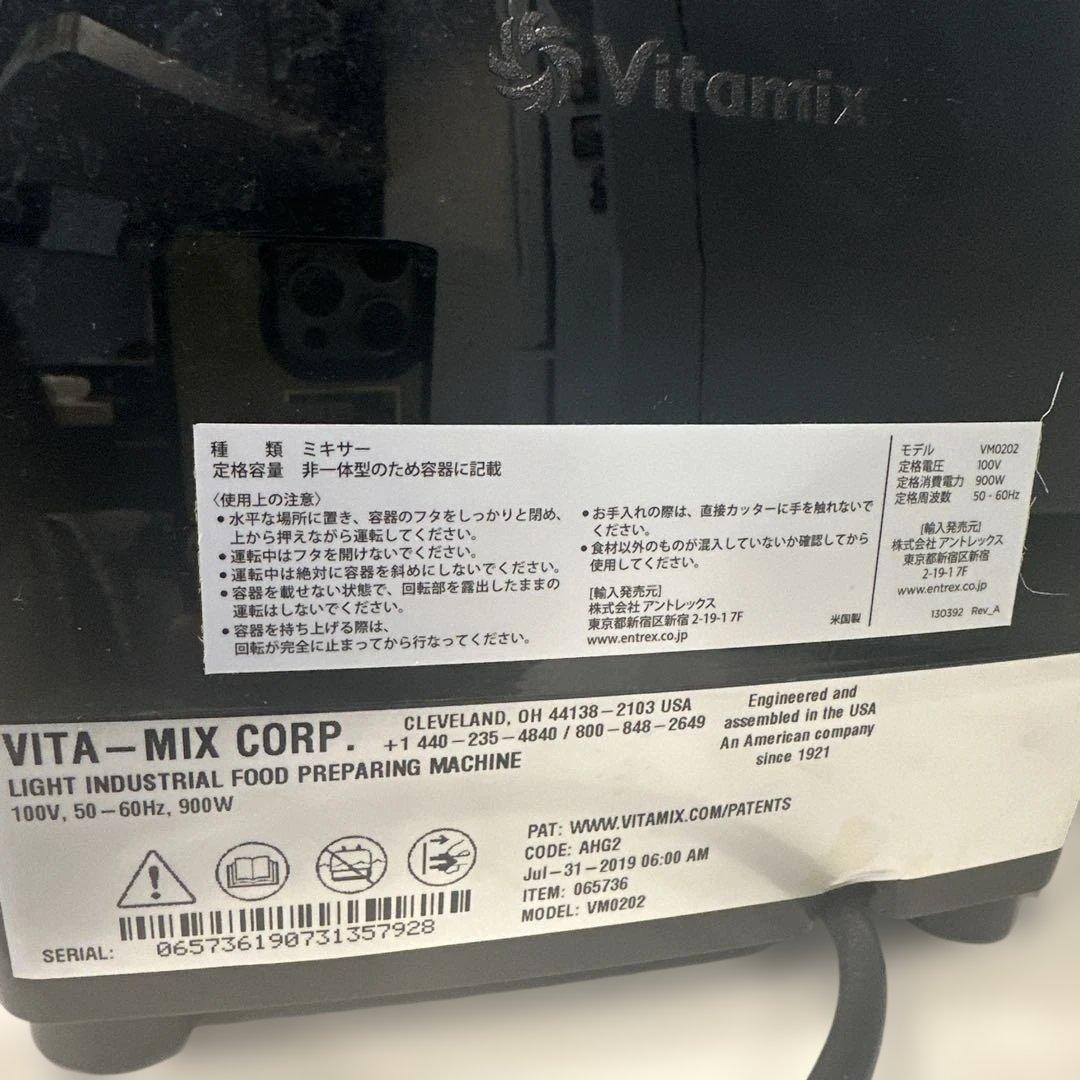 Vitamix
種 類 ミキサー
定格容量 非一体型のため容器に記載
〈使用上の注意〉
•水平な場所に置き、容器のフタをしっかりと閉め、
上から押えながら運転してください。
•運転中はフタを開けないでください。
•運転中は絶対に容器を斜めにしないでください。
•容器を載せない状態で、回転部を露出したままの
運転はしないでください。
•容器を持ち上げる際は、
回転が完全に止まってから行なってください。
•お手入れの際は、直接カッターに手を触れないで
ください。
•食材以外のものが混入していないか確認してから
使用してください。
[輸入発売元]
株式会社 アントレックス
東京都新宿区新宿 2-19-1 7F
www.entrex.co.jp
米国製
モデル VM0202
定格電圧 100V
定格消費電力 900W
定格周波数 50・60Hz
[輸入発売元]
株式会社 アントレックス
東京都新宿区新宿
2-19-1 7F
www.entrex.co.jp
130392 Rev_A
VITA-MIX CORP.
CLEVELAND, OH 44138-2103 USA
+1 440-235-4840 / 800-848-2649
Engineered and
assembled in the USA
An American company
since 1921
LIGHT INDUSTRIAL FOOD PREPARING MACHINE
100V, 50-60Hz, 900W
PAT: WWW.VITAMIX.COM/PATENTS
CODE: AHG2
Jul-31-2019 06:00 AM
ITEM: 065736
MODEL: VM0202
SERIAL: 065736190731357928